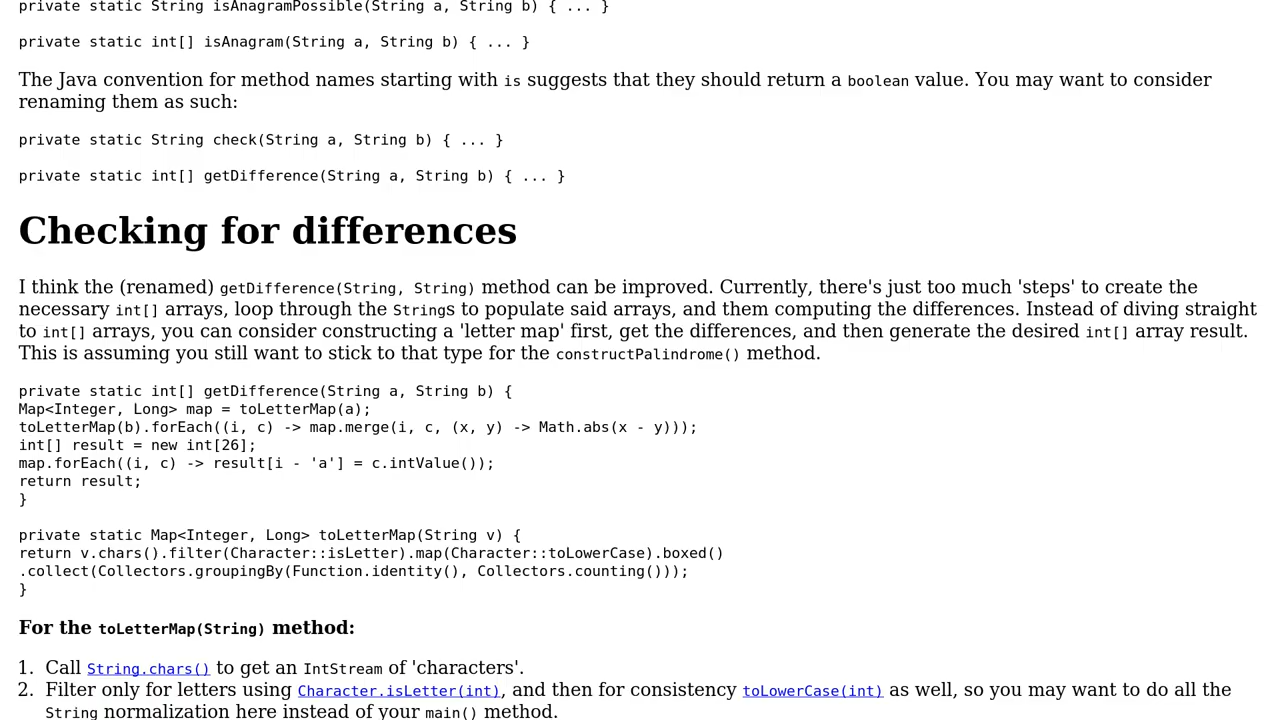 private static String isAnagramPossible(String a, String b) { ... }
private static int[] isAnagram(String a, String b) { ... }
The Java convention for method names starting with is suggests that they should return a boolean value. You may want to consider
renaming them as such:
private static String check(String a, String b) { ... }
private static int[] getDifference(String a, String b) { ... }
Checking for differences
I think the (renamed) getDifference(String, String) method can be improved. Currently, there's just too much 'steps' to create the
necessary int[] arrays, loop through the Strings to populate said arrays, and them computing the differences. Instead of diving straight
to int[] arrays, you can consider constructing a 'letter map' first, get the differences, and then generate the desired int[] array result.
This is assuming you still want to stick to that type for the constructPalindrome() method.
private static int[] getDifference(String a, String b) {
Map<Integer, Long> map = toLetterMap(a);
toLetterMap(b).forEach((i, c) -> map.merge(i, c, (x, y) -> Math.abs(x - y)));
int[] result = new int[26];
map.forEach((i, c) -> result[i - 'a'] = c.intValue());
return result;
}
private static Map<Integer, Long> toLetterMap(String v) {
return v.chars().filter(Character::isLetter).map(Character::toLowerCase).boxed()
.collect(Collectors.groupingBy(Function.identity(), Collectors.counting()));
}
For the toLetterMap(String) method:
1. Call String.chars() to get an IntStream of 'characters'.
2. Filter only for letters using Character.isLetter(int), and then for consistency toLowerCase(int) as well, so you may want to do all the
String normalization here instead of your main() method.